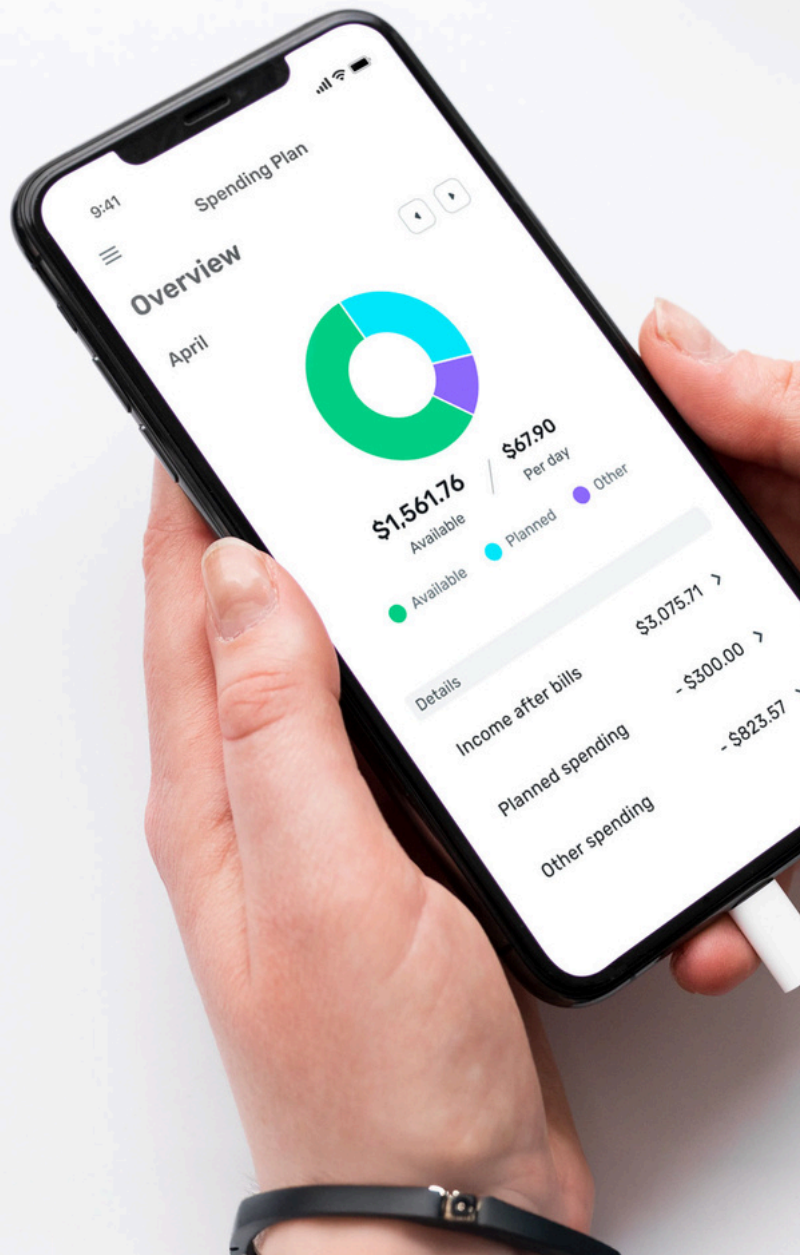 9:41
Spending Plan
Overview
April
$1,561.76
Available
$67.90
Per day
Available
Planned
Other
Details
Income after bills
$3,075.71
Planned spending
- $300.00
Other spending
- $823.57